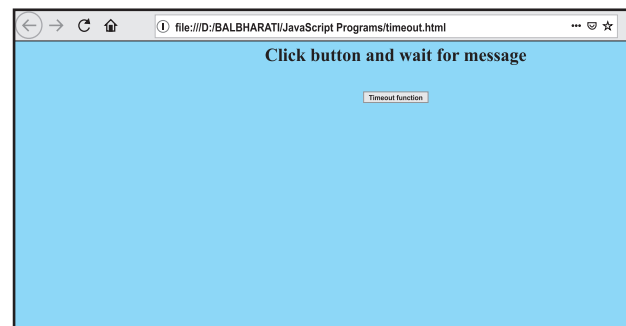 file:///D:/BALBHARATI/JavaScript Programs/timeout.html
Click button and wait for message
Timeout function